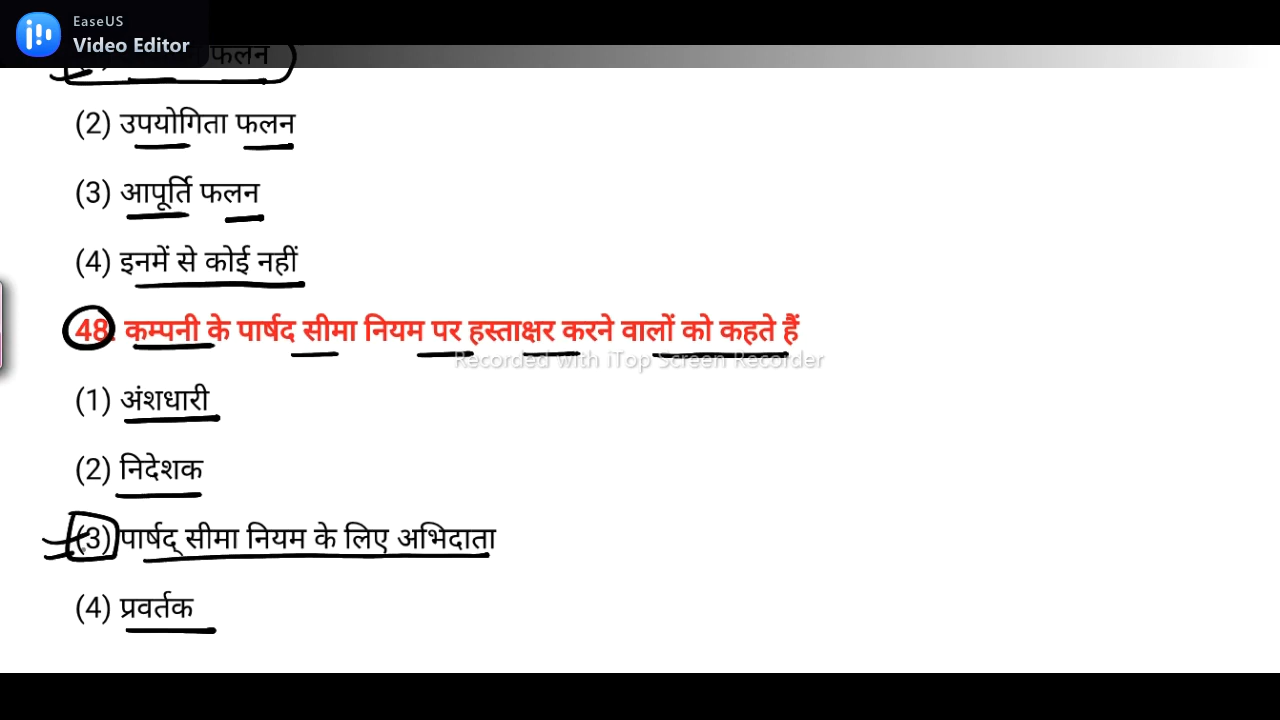 EaseUS
Video Editor
फलन
(2) उपयोगिता फलन
(3) आपूर्ति फलन
(4) इनमें से कोई नहीं
48. कम्पनी के पार्षद सीमा नियम पर हस्ताक्षर करने वालों को कहते हैं
Recorded with iTop Screen Recorder
(1) अंशधारी
(2) निदेशक
(3) पार्षद् सीमा नियम के लिए अभिदाता
(4) प्रवर्तक